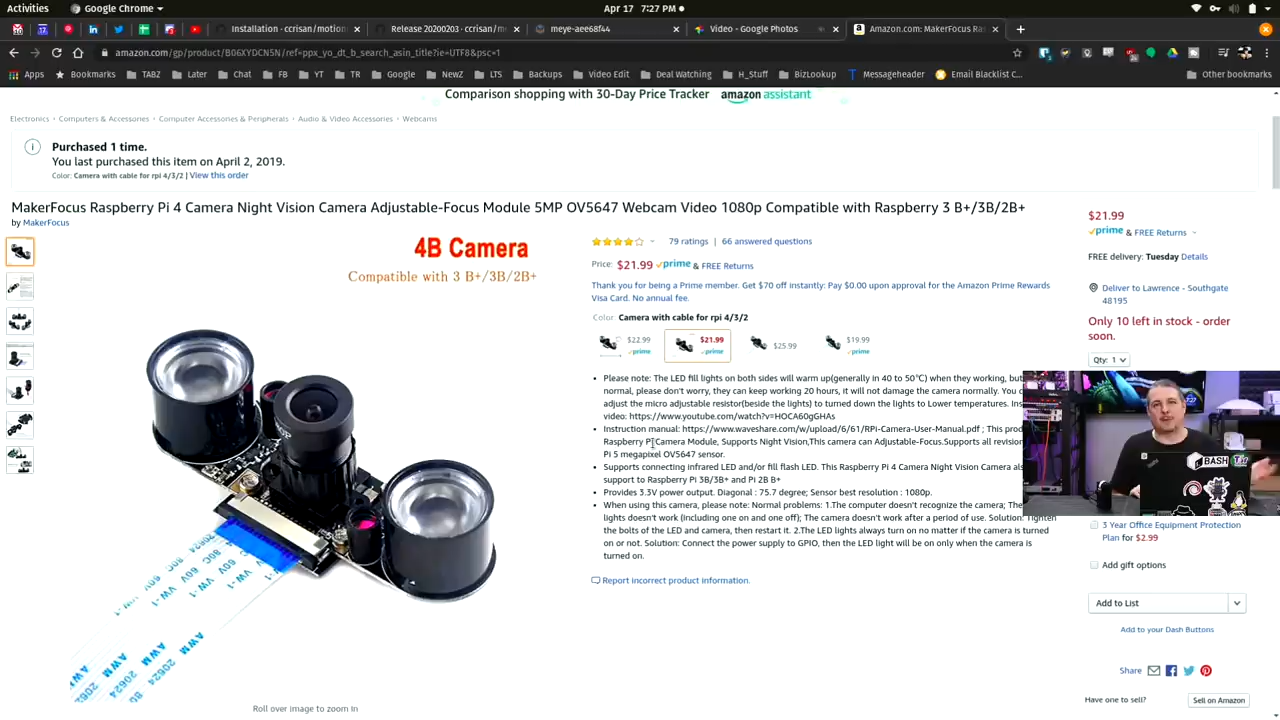 Activities
Google Chrome
Apr 17 7:27 PM
Installation - ccrisan/motion
Release 20200203 · ccrisan/m
meye-aee68f44
Video - Google Photos
Amazon.com: MakerFocus Ras
amazon.com/gp/product/B06XYDCN5N/ref=ppx_yo_dt_b_search_asin_title?ie=UTF8&psc=1
Apps
Bookmarks
TABZ
Later
Chat
FB
YT
TR
Google
NewZ
LTS
Backups
Video Edit
Deal Watching
H_Stuff
BizLookup
Messageheader
Email Blacklist C...
Other bookmarks
Comparison shopping with 30-Day Price Tracker amazon assistant
Electronics › Computers & Accessories › Computer Accessories & Peripherals › Audio & Video Accessories › Webcams
Purchased 1 time.
You last purchased this item on April 2, 2019.
Color: Camera with cable for rpi 4/3/2 | View this order
MakerFocus Raspberry Pi 4 Camera Night Vision Camera Adjustable-Focus Module 5MP OV5647 Webcam Video 1080p Compatible with Raspberry 3 B+/3B/2B+
by MakerFocus
4B Camera
Compatible with 3 B+/3B/2B+
AWM 20624 80C 60V VW-1
Roll over image to zoom in
79 ratings | 66 answered questions
Price: $21.99 prime & FREE Returns
Thank you for being a Prime member. Get $70 off instantly: Pay $0.00 upon approval for the Amazon Prime Rewards
Visa Card. No annual fee.
Color: Camera with cable for rpi 4/3/2
$22.99 prime
$21.99 prime
$25.99
$19.99 prime
• Please note: The LED fill lights on both sides will warm up(generally in 40 to 50℃) when they working, but
normal, please don't worry, they can keep working 20 hours, it will not damage the camera normally. You c
adjust the micro adjustable resistor(beside the lights) to turned down the lights to Lower temperatures. Ins
video: https://www.youtube.com/watch?v=HOCA60gGHAs
• Instruction manual: https://www.waveshare.com/w/upload/6/61/RPi-Camera-User-Manual.pdf ; This prod
Raspberry Pi Camera Module, Supports Night Vision,This camera can Adjustable-Focus.Supports all revision
Pi 5 megapixel OV5647 sensor.
• Supports connecting infrared LED and/or fill flash LED. This Raspberry Pi 4 Camera Night Vision Camera als
support to Raspberry Pi 3B/3B+ and Pi 2B B+
• Provides 3.3V power output. Diagonal : 75.7 degree; Sensor best resolution : 1080p.
• When using this camera, please note: Normal problems: 1.The computer doesn't recognize the camera; The
lights doesn't work (Including one on and one off); The camera doesn't work after a period of use. Solution: Tighten
the bolts of the LED and camera, then restart it. 2.The LED lights always turn on no matter if the camera is turned
on or not. Solution: Connect the power supply to GPIO, then the LED light will be on only when the camera is
turned on.
Report incorrect product information.
$21.99
prime & FREE Returns
FREE delivery: Tuesday Details
Deliver to Lawrence - Southgate
48195
Only 10 left in stock - order
soon.
Qty: 1
BASH
3 Year Office Equipment Protection
Plan for $2.99
Add gift options
Add to List
Add to your Dash Buttons
Share
Have one to sell?
Sell on Amazon